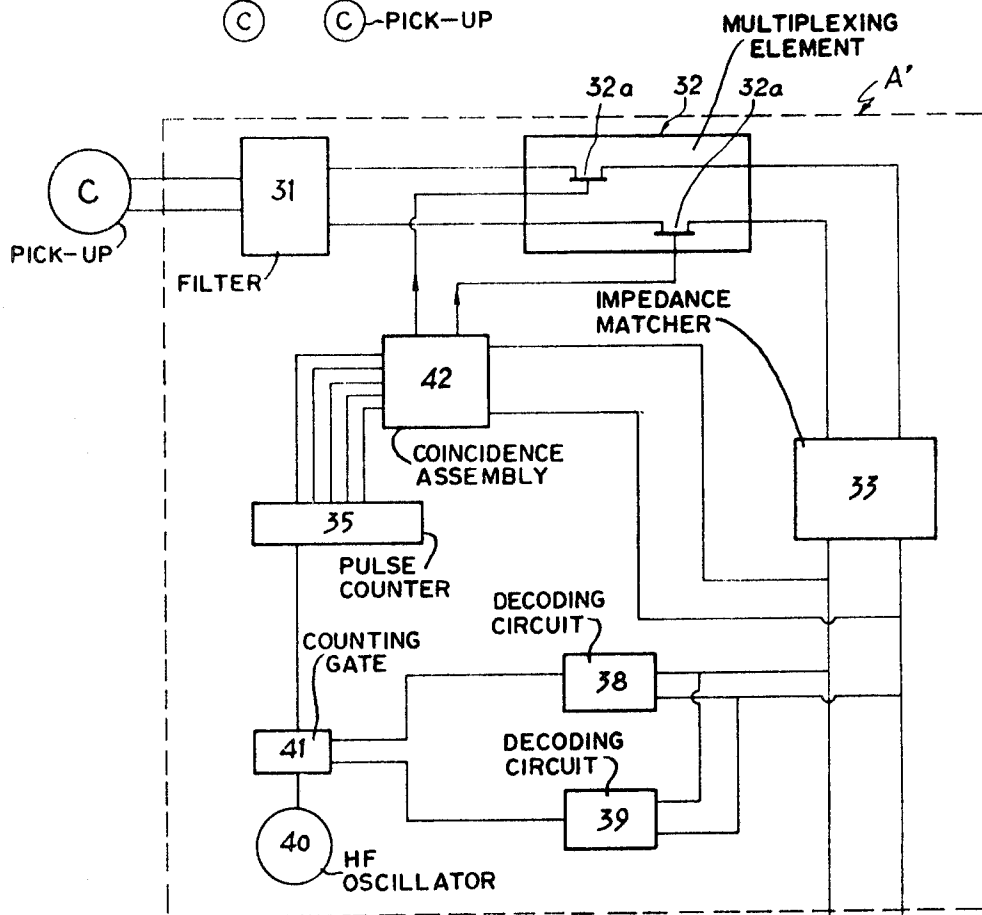 C C PICK-UP
MULTIPLEXING
ELEMENT
32a 32 32a A'
C
31
PICK-UP
FILTER
IMPEDANCE
MATCHER
42
COINCIDENCE
ASSEMBLY
33
35
PULSE
COUNTER
DECODING
CIRCUIT
COUNTING
GATE
38
41
DECODING
CIRCUIT
39
40
HF
OSCILLATOR